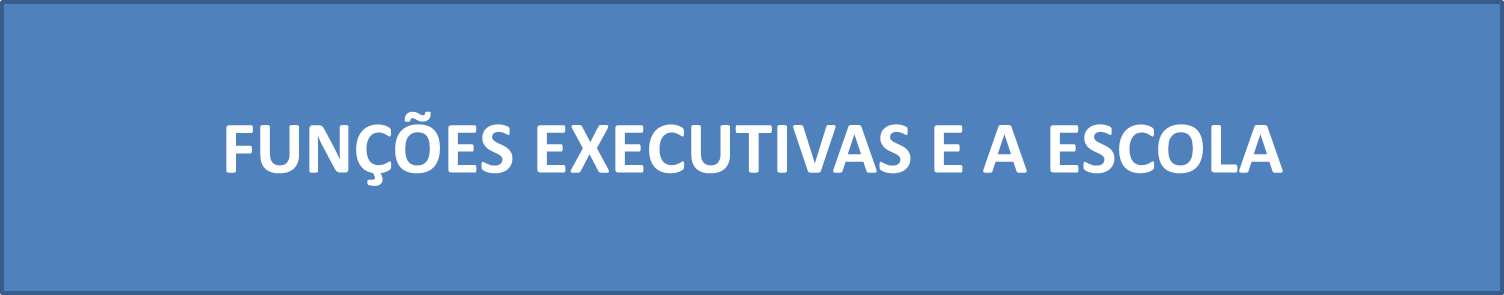 FUNÇÕES EXECUTIVAS E A ESCOLA